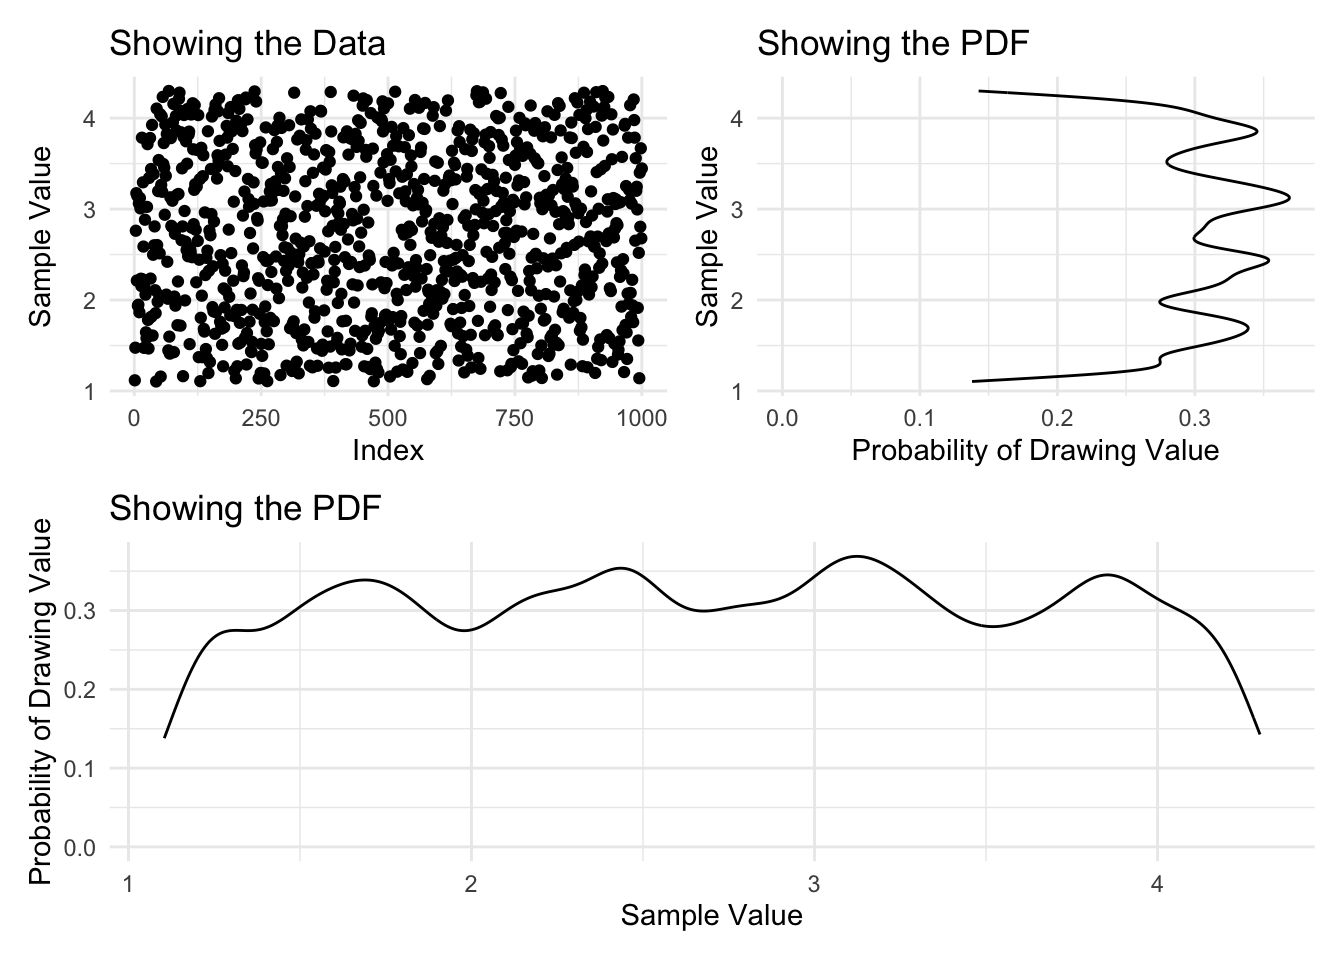 Showing the Data
Sample Value
4
3
2
1
0 250 500 750 1000
Index
Showing the PDF
Sample Value
4
3
2
1
0.0 0.1 0.2 0.3
Probability of Drawing Value
Showing the PDF
Probability of Drawing Value
0.3
0.2
0.1
0.0
1 2 3 4
Sample Value